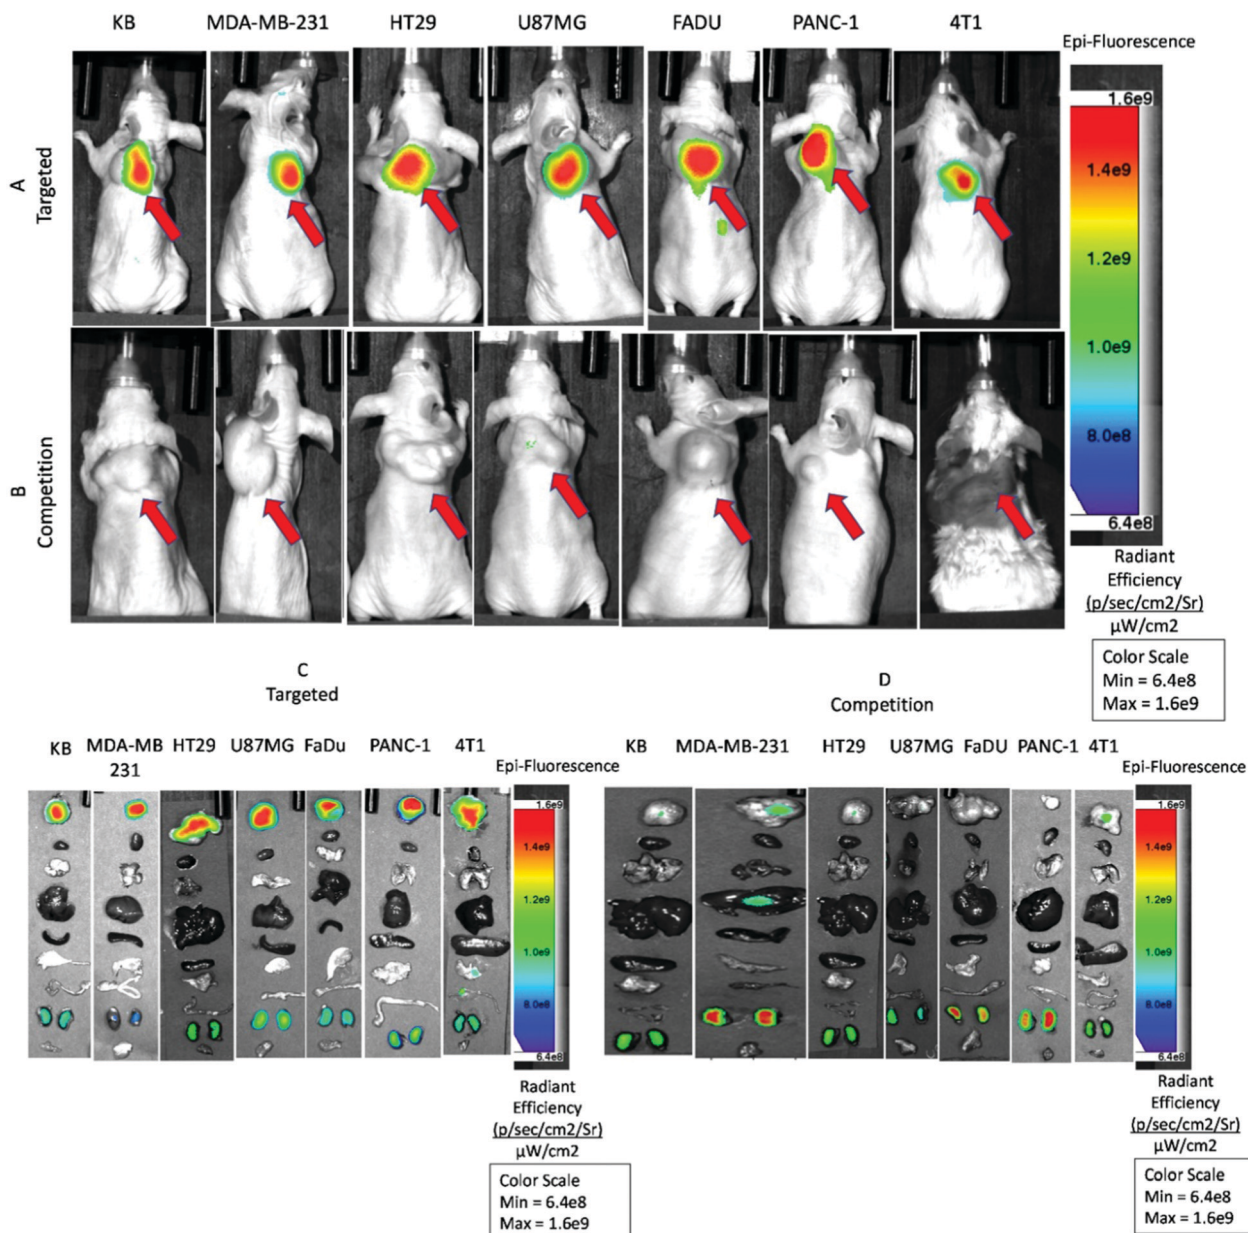 KB MDA-MB-231 HT29 U87MG FADU PANC-1 4T1
Epi-Fluorescence
A
Targeted
1.6e9
1.4e9
1.2e9
1.0e9
8.0e8
6.4e8
B
Competition
Radiant
Efficiency
(p/sec/cm2/Sr)
µW/cm2
Color Scale
Min = 6.4e8
Max = 1.6e9
C
Targeted
KB MDA-MB HT29 U87MG FaDu PANC-1 4T1
231
Epi-Fluorescence
1.6e9
1.4e9
1.2e9
1.0e9
8.0e8
6.4e8
Radiant
Efficiency
(p/sec/cm2/Sr)
µW/cm2
Color Scale
Min = 6.4e8
Max = 1.6e9
D
Competition
KB MDA-MB-231 HT29 U87MG FaDU PANC-1 4T1
Epi-Fluorescence
1.6e9
1.4e9
1.2e9
1.0e9
8.0e8
6.4e8
Radiant
Efficiency
(p/sec/cm2/Sr)
µW/cm2
Color Scale
Min = 6.4e8
Max = 1.6e9